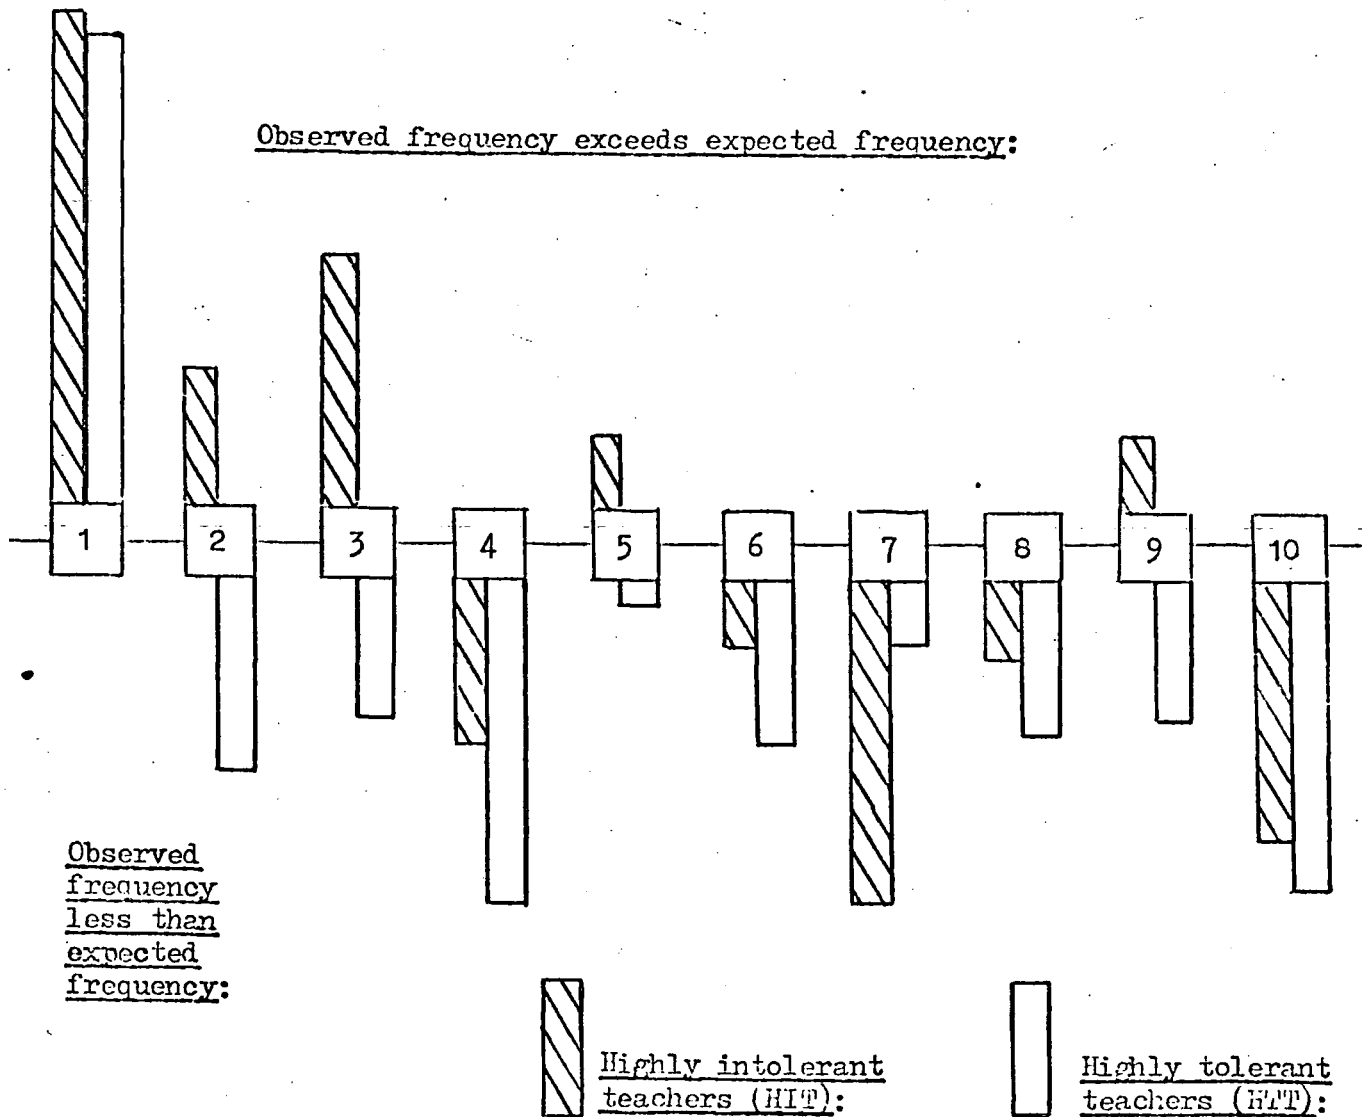 Observed frequency exceeds expected frequency:
1 2 3 4 5 6 7 8 9 10
Observed
frequency
less than
expected
frequency:
Highly intolerant
teachers (HIT):
Highly tolerant
teachers (HTT):